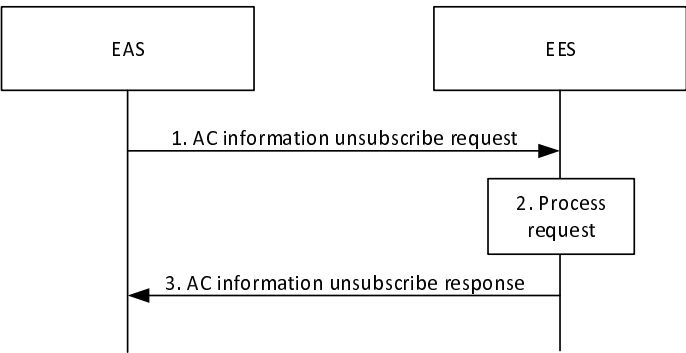 EAS
EES
1. AC information unsubscribe request
2. Process
request
3. AC information unsubscribe response